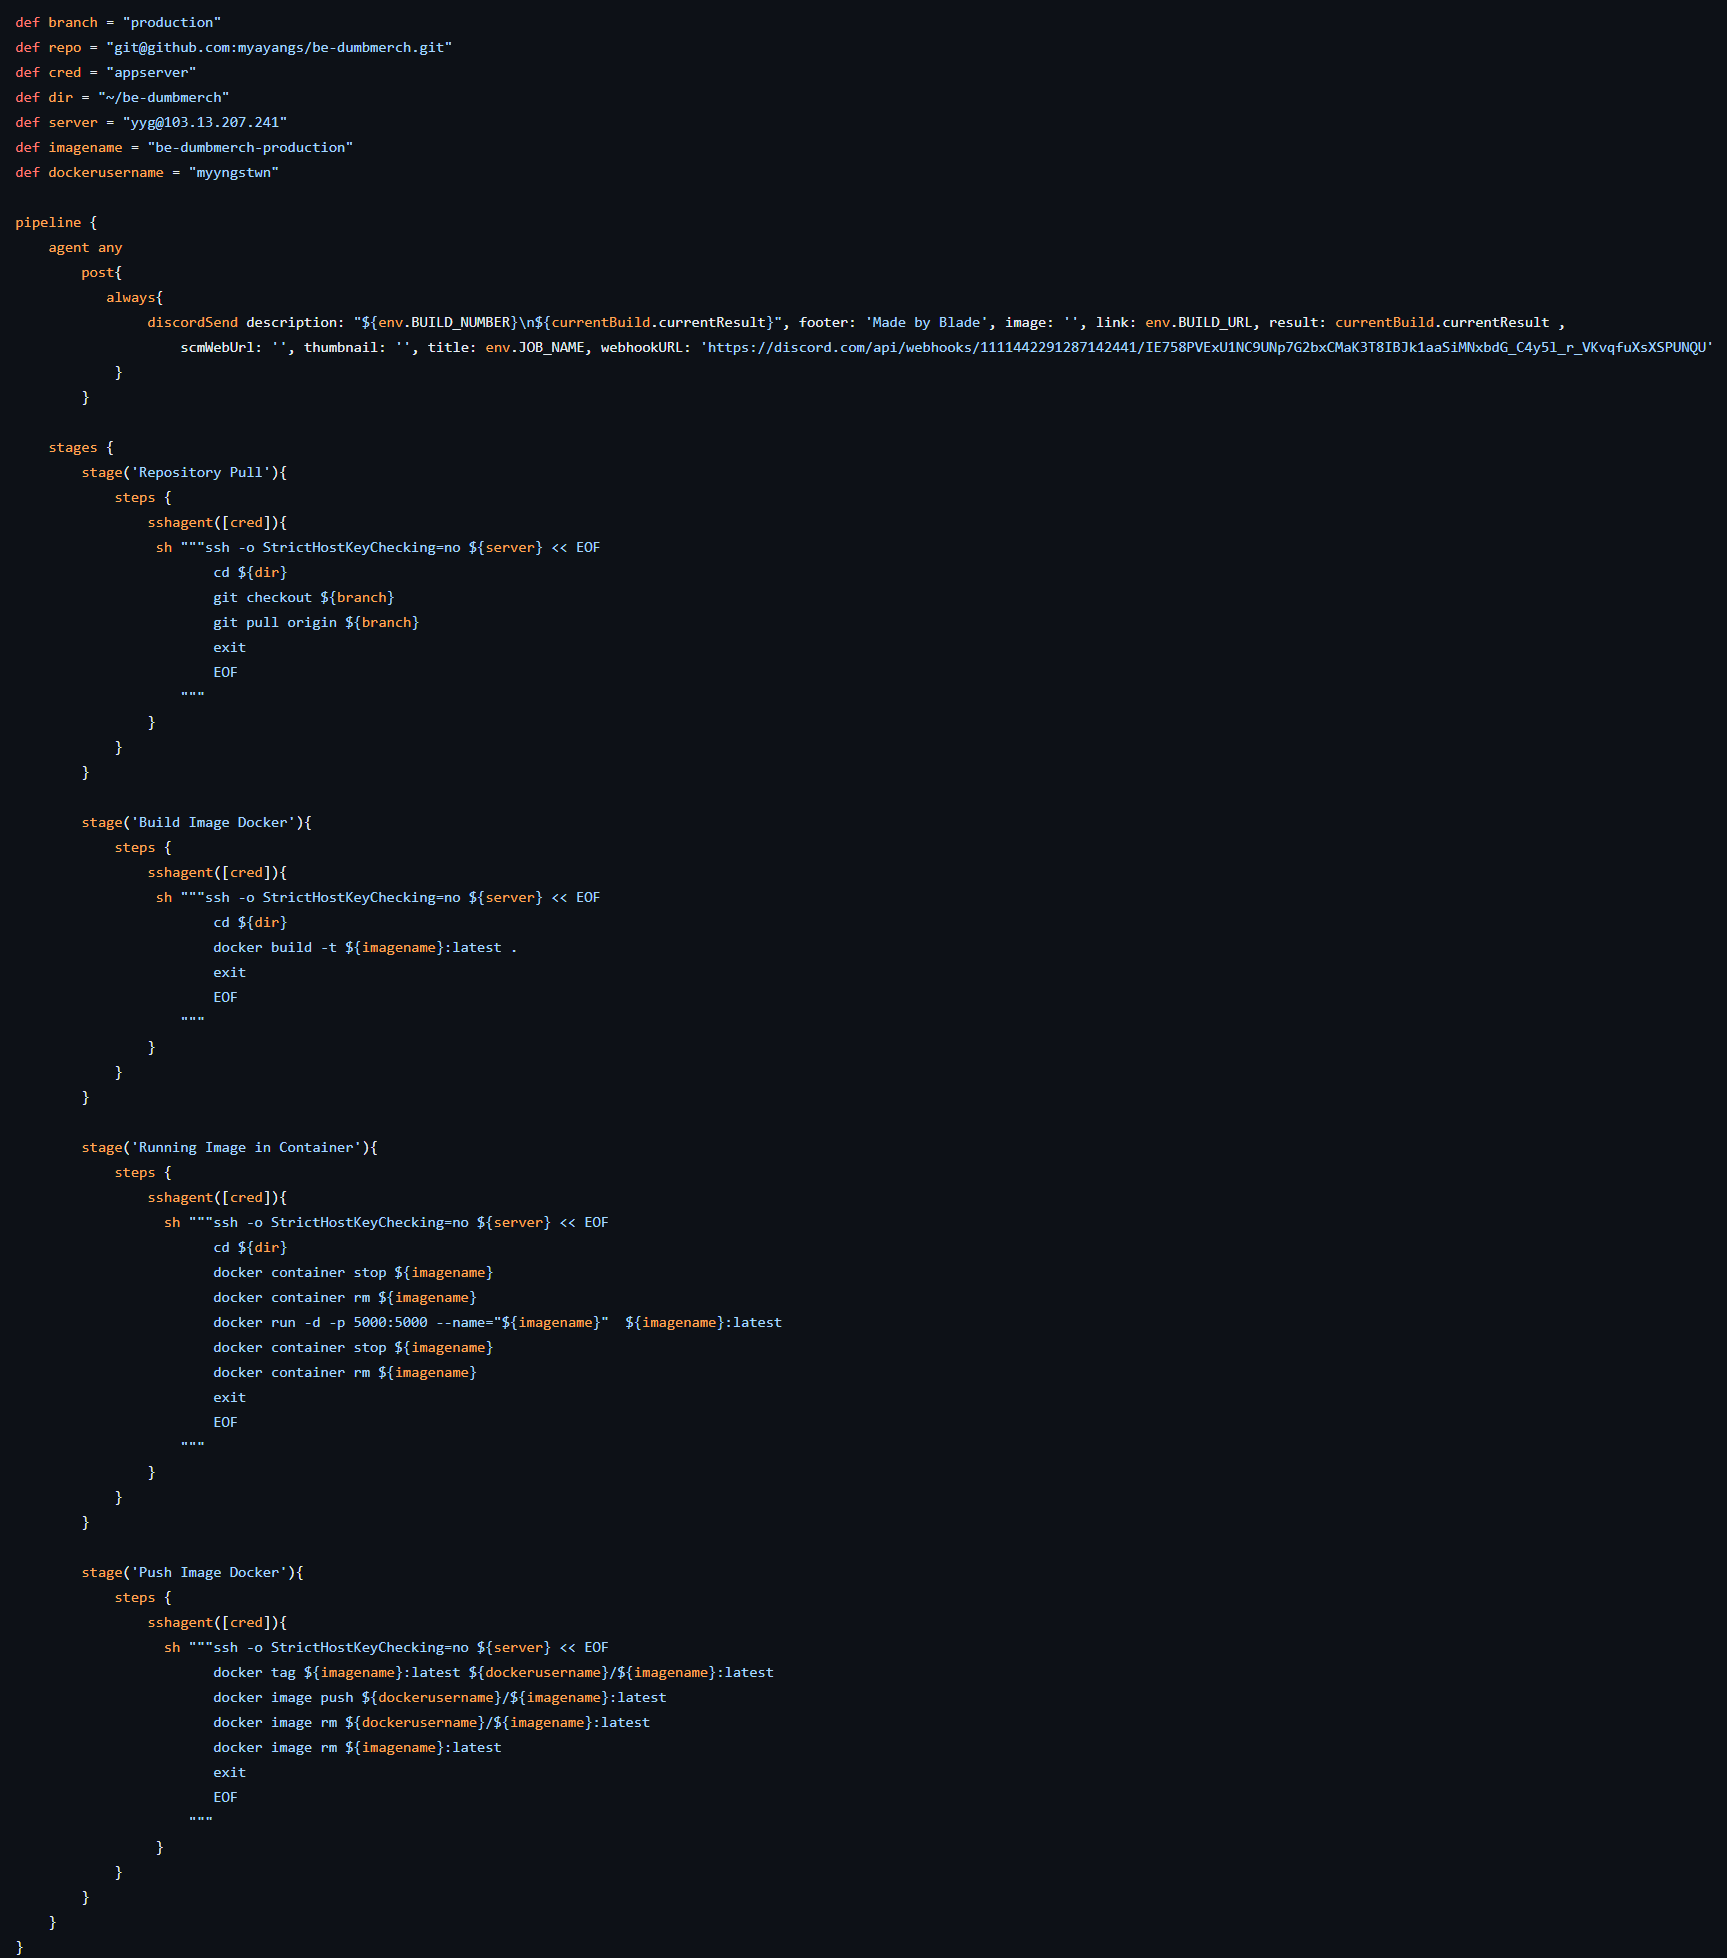 def branch = "production"
def repo = "git@github.com:myayangs/be-dumbmerch.git"
def cred = "appserver"
def dir = "~/be-dumbmerch"
def server = "yyg@103.13.207.241"
def imagename = "be-dumbmerch-production"
def dockerusername = "myyngstwn"

pipeline {
    agent any
        post{
           always{
                discordSend description: "${env.BUILD_NUMBER}\n${currentBuild.currentResult}", footer: 'Made by Blade', image: '', link: env.BUILD_URL, result: currentBuild.currentResult ,
                    scmWebUrl: '', thumbnail: '', title: env.JOB_NAME, webhookURL: 'https://discord.com/api/webhooks/1111442291287142441/IE758PVExU1NC9UNp7G2bxCMaK3T8IBJk1aaSiMNxbdG_C4y5l_r_VKvqfuXsXSPUNQU'
            }
        }

    stages {
        stage('Repository Pull'){
            steps {
                sshagent([cred]){
                 sh """ssh -o StrictHostKeyChecking=no ${server} << EOF
                        cd ${dir}
                        git checkout ${branch}
                        git pull origin ${branch}
                        exit
                        EOF
                    """
                }
            }
        }

        stage('Build Image Docker'){
            steps {
                sshagent([cred]){
                 sh """ssh -o StrictHostKeyChecking=no ${server} << EOF
                        cd ${dir}
                        docker build -t ${imagename}:latest .
                        exit
                        EOF
                    """
                }
            }
        }

        stage('Running Image in Container'){
            steps {
                sshagent([cred]){
                  sh """ssh -o StrictHostKeyChecking=no ${server} << EOF
                        cd ${dir}
                        docker container stop ${imagename}
                        docker container rm ${imagename}
                        docker run -d -p 5000:5000 --name="${imagename}"  ${imagename}:latest
                        docker container stop ${imagename}
                        docker container rm ${imagename}
                        exit
                        EOF
                    """
                }
            }
        }

        stage('Push Image Docker'){
            steps {
                sshagent([cred]){
                  sh """ssh -o StrictHostKeyChecking=no ${server} << EOF
                        docker tag ${imagename}:latest ${dockerusername}/${imagename}:latest
                        docker image push ${dockerusername}/${imagename}:latest
                        docker image rm ${dockerusername}/${imagename}:latest
                        docker image rm ${imagename}:latest
                        exit
                        EOF
                     """
                 }
            }
        }
    }
}